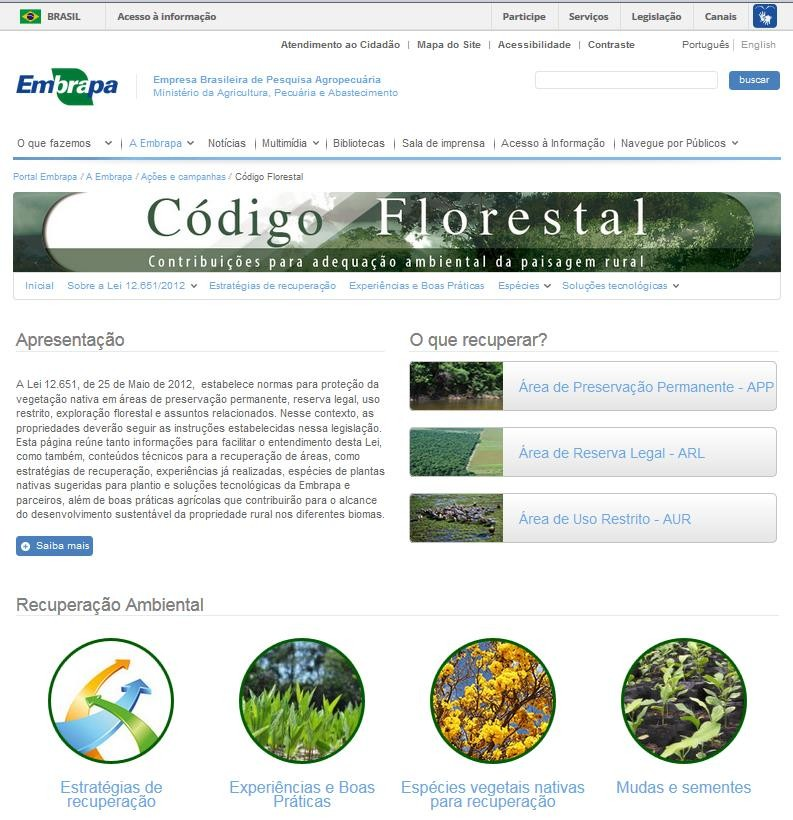 BRASIL Acesso à informação Participe Serviços Legislação Canais
Atendimento ao Cidadão | Mapa do Site | Acessibilidade | Contraste Português | English
Embrapa
Empresa Brasileira de Pesquisa Agropecuária
Ministério da Agricultura, Pecuária e Abastecimento
buscar
O que fazemos | A Embrapa Notícias | Multimídia | Bibliotecas | Sala de imprensa | Acesso à Informação | Navegue por Públicos
Portal Embrapa / A Embrapa / Ações e campanhas / Código Florestal
Código Florestal
Contribuições para adequação ambiental da paisagem rural
Inicial Sobre a Lei 12.651/2012 Estratégias de recuperação Experiências e Boas Práticas Espécies Soluções tecnológicas
Apresentação
A Lei 12.651, de 25 de Maio de 2012, estabelece normas para proteção da
vegetação nativa em áreas de preservação permanente, reserva legal, uso
restrito, exploração florestal e assuntos relacionados. Nesse contexto, as
propriedades deverão seguir as instruções estabelecidas nessa legislação.
Esta página reúne tanto informações para facilitar o entendimento desta Lei,
como também, conteúdos técnicos para a recuperação de áreas, como
estratégias de recuperação, experiências já realizadas, espécies de plantas
nativas sugeridas para plantio e soluções tecnológicas da Embrapa e
parceiros, além de boas práticas agrícolas que contribuirão para o alcance
do desenvolvimento sustentável da propriedade rural nos diferentes biomas.
Saiba mais
O que recuperar?
Área de Preservação Permanente - APP
Área de Reserva Legal - ARL
Área de Uso Restrito - AUR
Recuperação Ambiental
Estratégias de
recuperação
Experiências e Boas
Práticas
Espécies vegetais nativas
para recuperação
Mudas e sementes